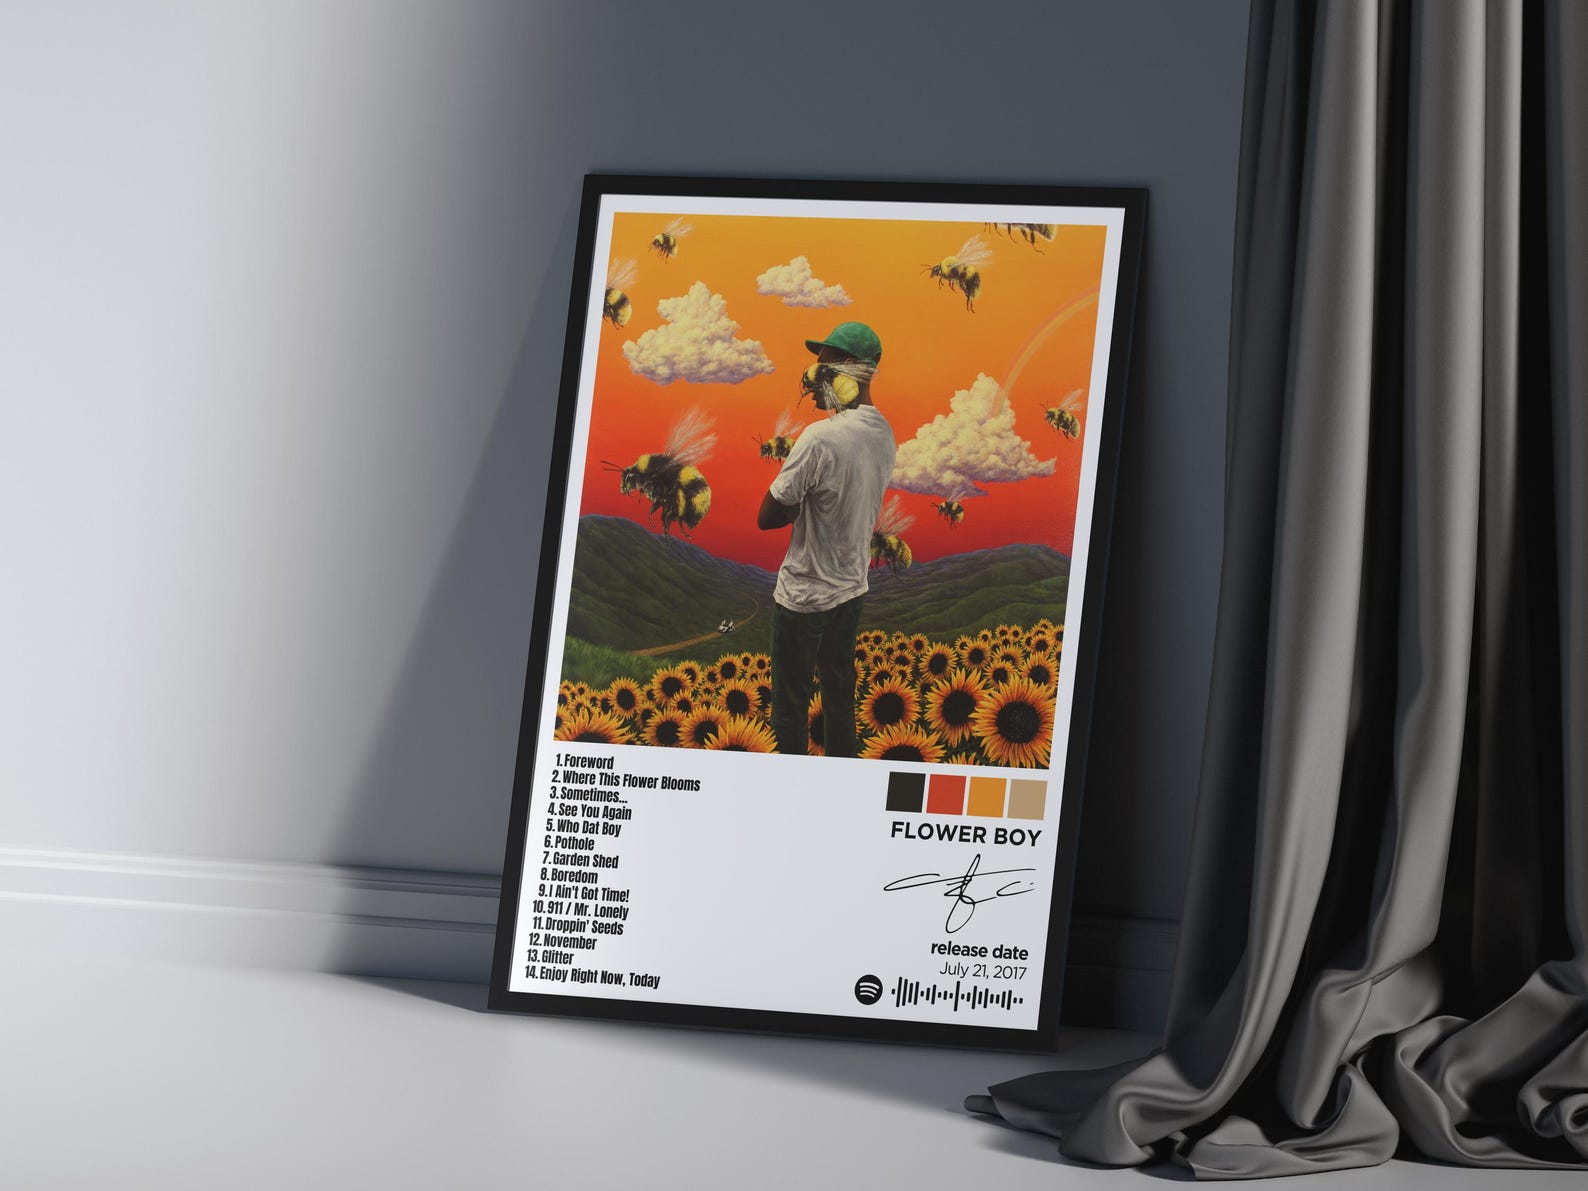 1. Foreword
2. Where This Flower Blooms
3. Sometimes...
4. See You Again
5. Who Dat Boy
6. Pothole
7. Garden Shed
8. Boredom
9. I Ain't Got Time!
10. 911 / Mr. Lonely
11. Droppin' Seeds
12. November
13. Glitter
14. Enjoy Right Now, Today
FLOWER BOY
release date
July 21, 2017